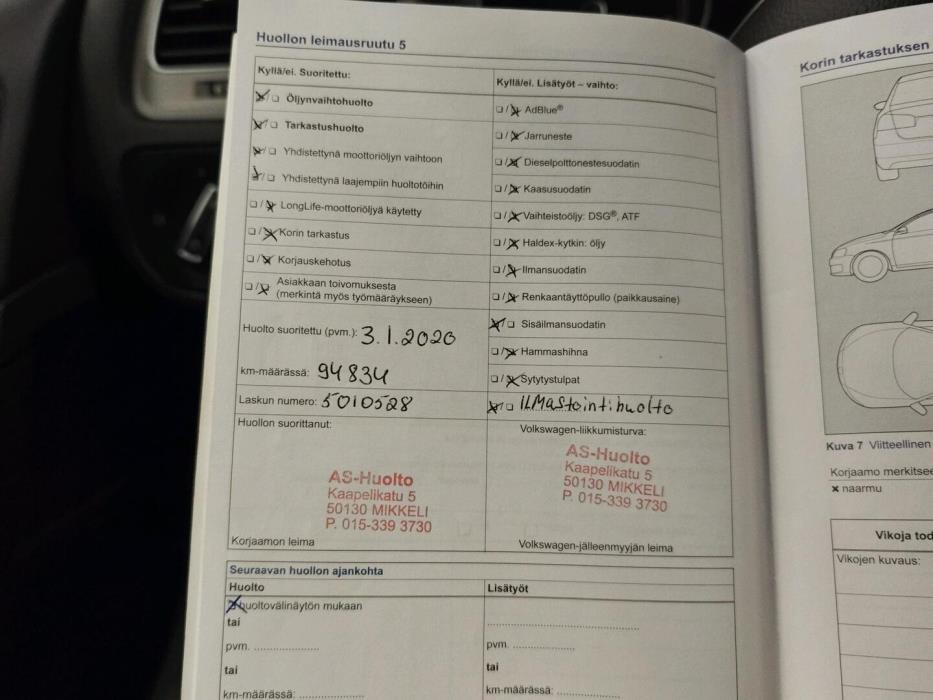 Huollon leimausruutu 5
Kyllä/ei. Suoritettu:
Öljynvaihtohuolto
Tarkastushuolto
Yhdistettynä moottoriöljyn vaihtoon
Yhdistettynä laajempiin huoltotöihin
LongLife-moottoriöljyä käytetty
Korin tarkastus
Korjauskehotus
Asiakkaan toivomuksesta
(merkintä myös työmääräykseen)
Huolto suoritettu (pvm.): 3.1.2020
km-määrässä: 94834
Laskun numero: 5010528
Huollon suorittanut:
AS-Huolto
Kaapelikatu 5
50130 MIKKELI
P. 015-339 3730
Korjaamon leima
Kyllä/ei. Lisätyöt – vaihto:
AdBlue®
Jarruneste
Dieselpolttonestesuodatin
Kaasusuodatin
Vaihteistoöljy: DSG®, ATF
Haldex-kytkin: öljy
Ilmansuodatin
Renkaantäyttöpullo (paikkausaine)
Sisäilmansuodatin
Hammashihna
Sytytystulpat
ILMastointihuolto
Volkswagen-liikkumisturva:
AS-Huolto
Kaapelikatu 5
50130 MIKKELI
P. 015-339 3730
Volkswagen-jälleenmyyjän leima
Seuraavan huollon ajankohta
Huolto
huoltovälinäytön mukaan
tai
pvm. ....................
tai
km-määrässä: ....................
Lisätyöt
........................................
pvm. ....................
tai
km-määrässä: ....................
Korin tarkastuksen
Kuva 7 Viitteellinen
Korjaamo merkitsee
x naarmu
Vikoja tod
Vikojen kuvaus: